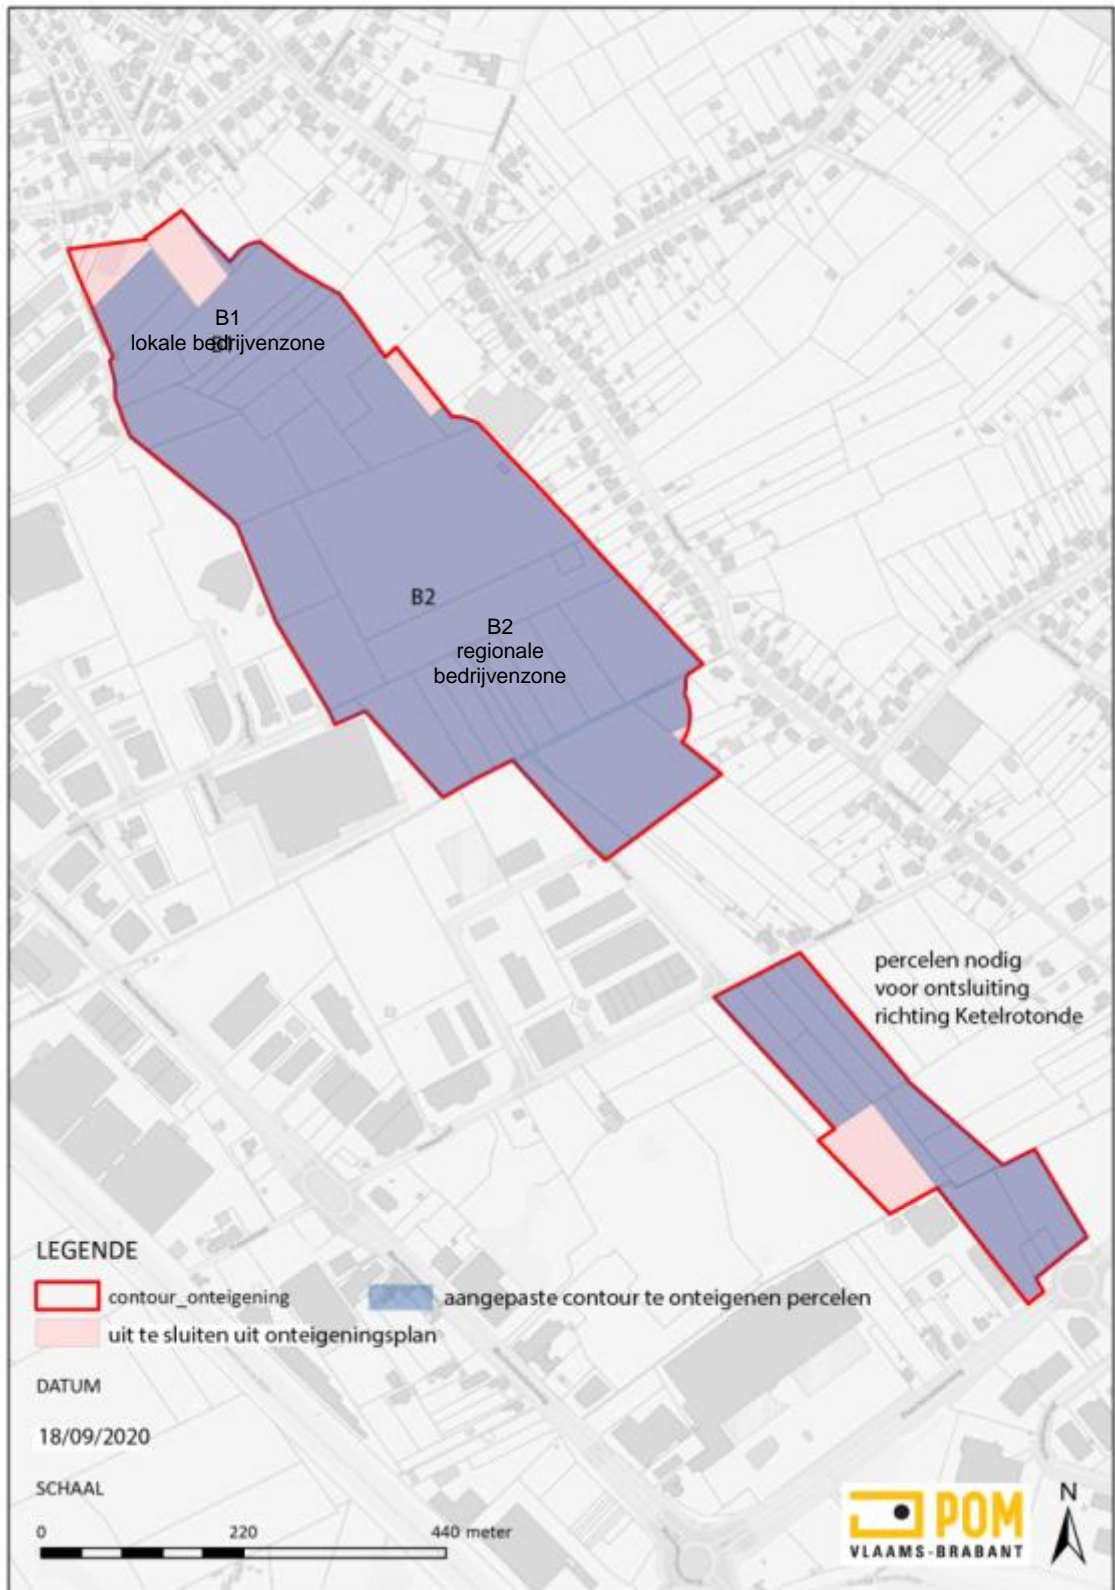 B1
lokale bedrijvenzone
B1
B2
B2
regionale
bedrijvenzone
percelen nodig
voor ontsluiting
richting Ketelrotonde
LEGENDE
contour_onteigening
aangepaste contour te onteigenen percelen
uit te sluiten uit onteigeningsplan
DATUM
18/09/2020
SCHAAL
0 220 440 meter
POM
VLAAMS-BRABANT
N